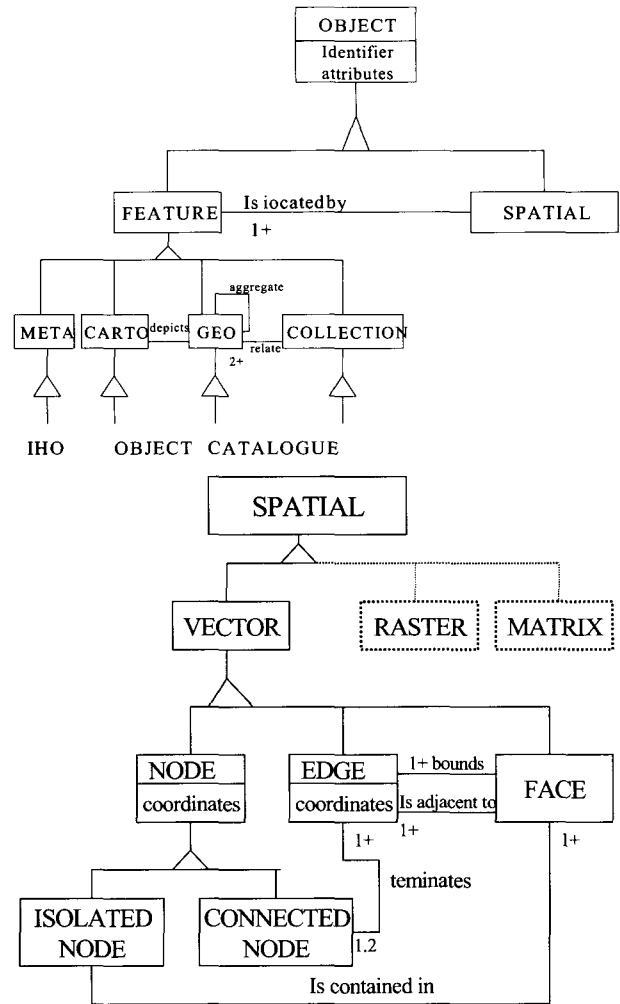 OBJECT
Identifier
attributes
Is iocated by
FEATURE
SPATIAL
1+
aggregate
META
CARTO
depicts
GEO
COLLECTION
2+
relate
IHO OBJECT CATALOGUE
SPATIAL
VECTOR
RASTER
MATRIX
NODE
coordinates
EDGE
coordinates
1+ bounds
Is adjacent to
FACE
1+
1+
1+
teminates
ISOLATED
NODE
CONNECTED
NODE
1.2
Is contained in